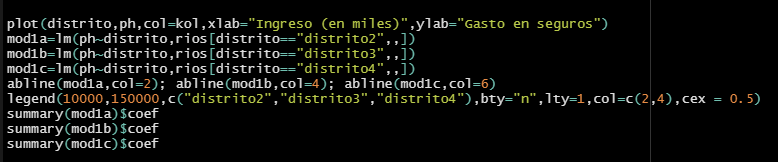 plot(distrito,ph,col=kol,xlab="Ingreso (en miles)",ylab="Gasto en seguros")
mod1a=lm(ph~distrito,rios[distrito=="distrito2",,])
mod1b=lm(ph~distrito,rios[distrito=="distrito3",,])
mod1c=lm(ph~distrito,rios[distrito=="distrito4",,])
abline(mod1a,col=2); abline(mod1b,col=4); abline(mod1c,col=6)
legend(10000,150000,c("distrito2","distrito3","distrito4"),bty="n",lty=1,col=c(2,4),cex = 0.5)
summary(mod1a)$coef
summary(mod1b)$coef
summary(mod1c)$coef